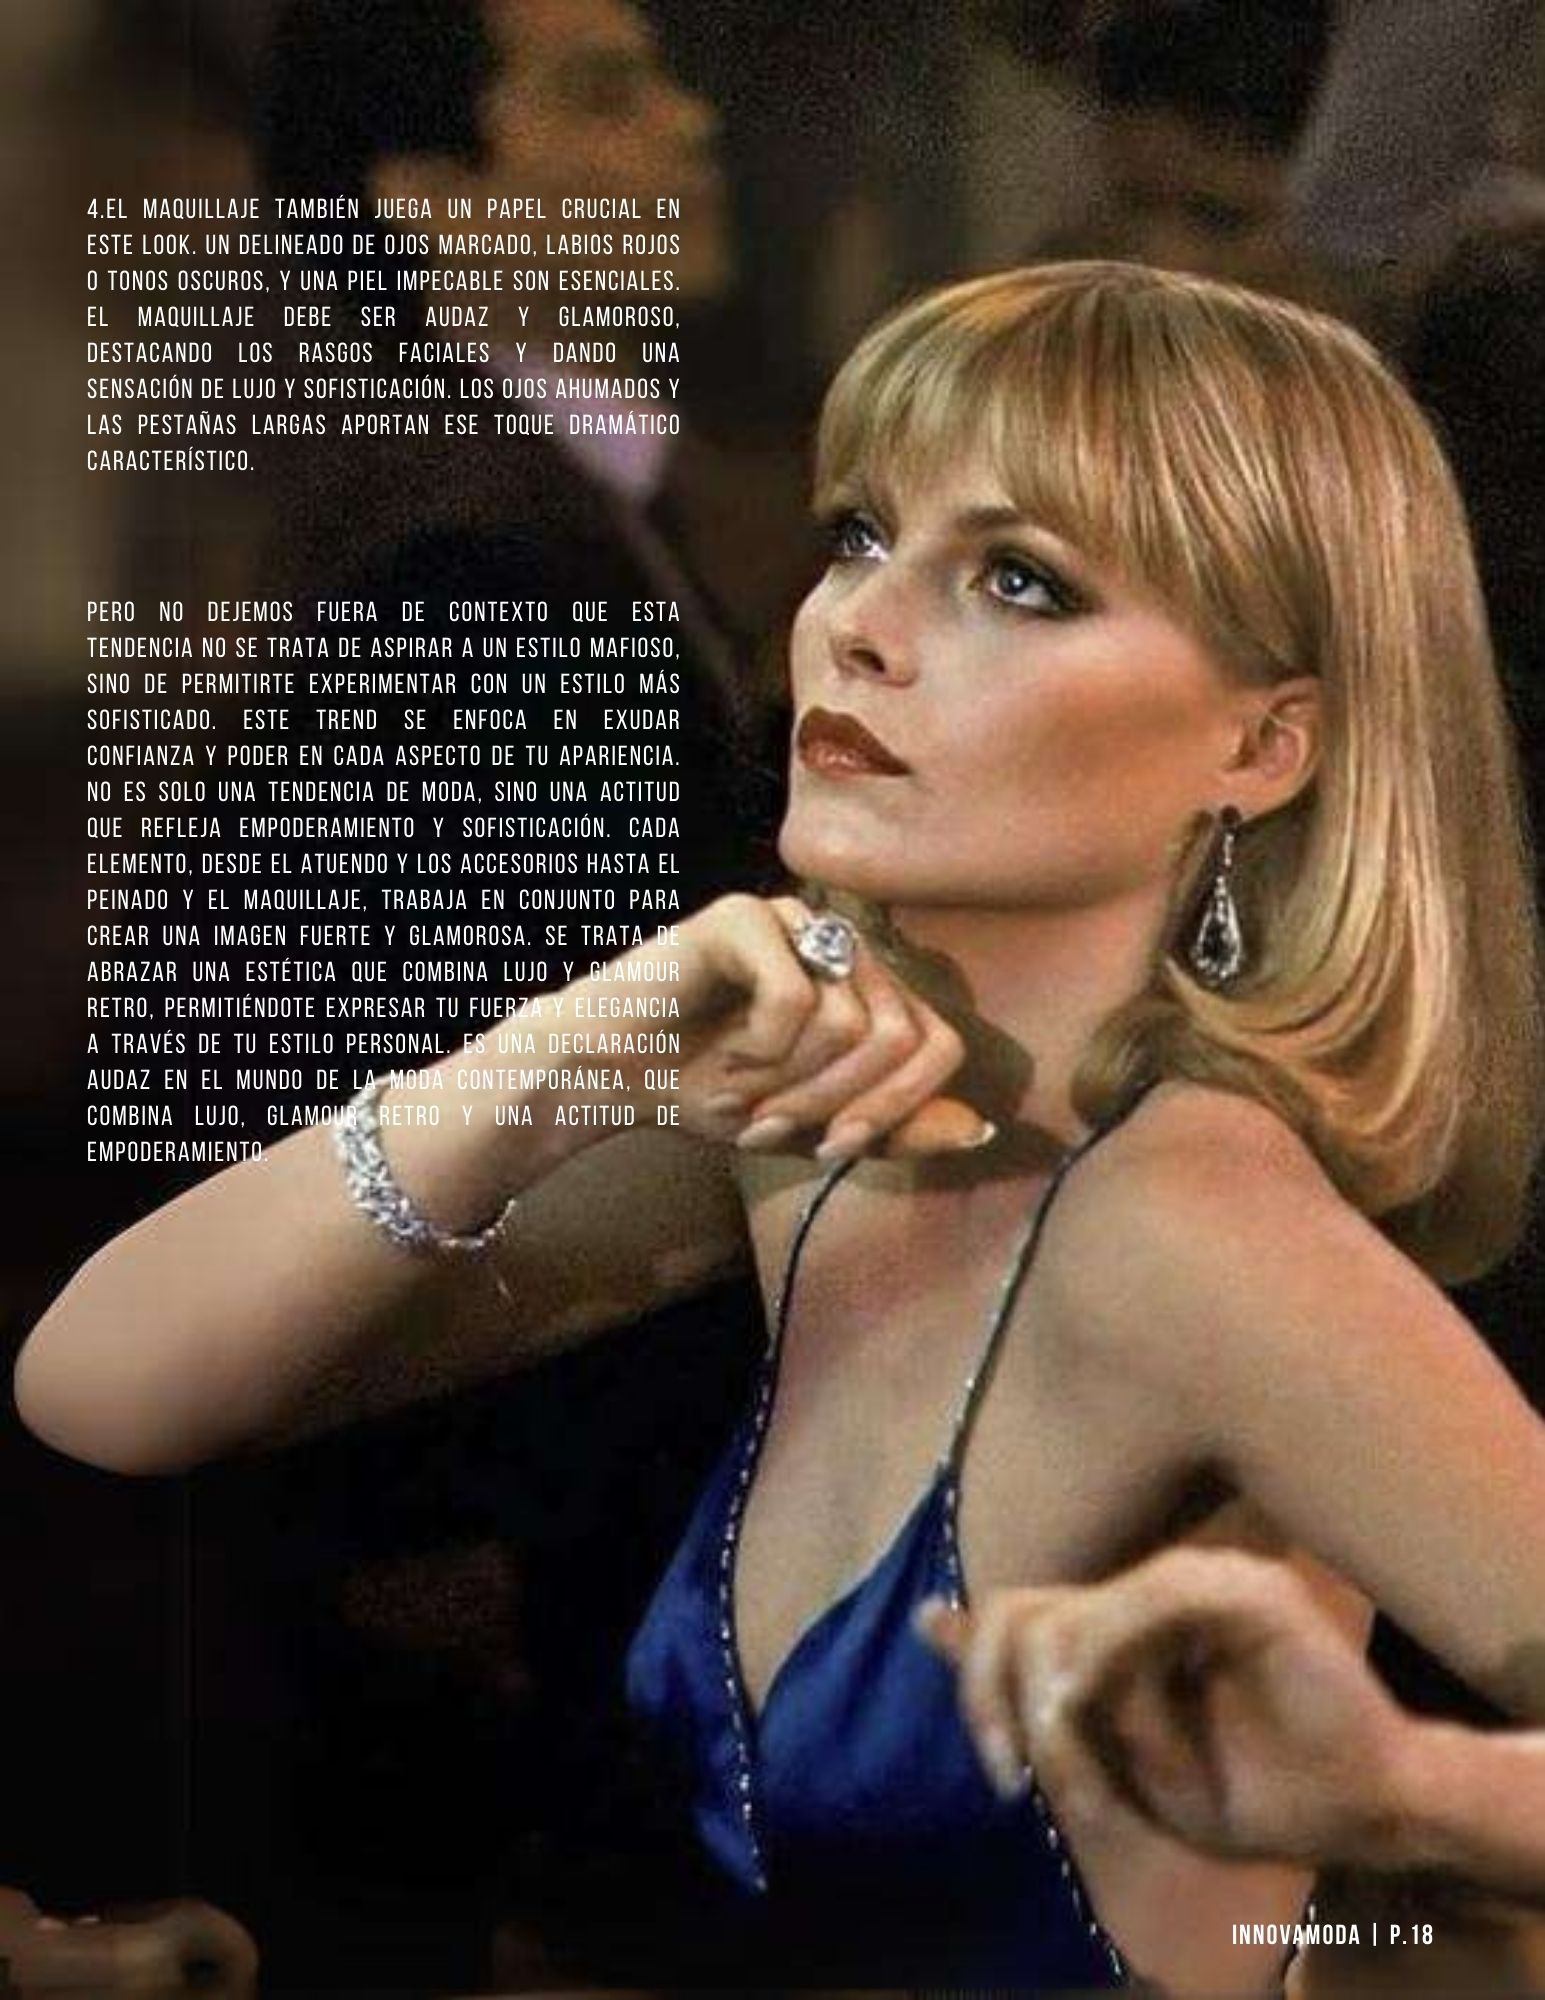 4.EL MAQUILLAJE TAMBIÉN JUEGA UN PAPEL CRUCIAL EN
ESTE LOOK. UN DELINEADO DE OJOS MARCADO, LABIOS ROJOS
O TONOS OSCUROS, Y UNA PIEL IMPECABLE SON ESENCIALES.
EL MAQUILLAJE DEBE SER AUDAZ Y GLAMOROSO,
DESTACANDO LOS RASGOS FACIALES Y DANDO UNA
SENSACIÓN DE LUJO Y SOFISTICACIÓN. LOS OJOS AHUMADOS Y
LAS PESTAÑAS LARGAS APORTAN ESE TOQUE DRAMÁTICO
CARACTERÍSTICO.
PERO NO DEJEMOS FUERA DE CONTEXTO QUE ESTA
TENDENCIA NO SE TRATA DE ASPIRAR A UN ESTILO MAFIOSO,
SINO DE PERMITIRTE EXPERIMENTAR CON UN ESTILO MÁS
SOFISTICADO. ESTE TREND SE ENFOCA EN EXUDAR
CONFIANZA Y PODER EN CADA ASPECTO DE TU APARIENCIA.
NO ES SOLO UNA TENDENCIA DE MODA, SINO UNA ACTITUD
QUE REFLEJA EMPODERAMIENTO Y SOFISTICACIÓN. CADA
ELEMENTO, DESDE EL ATUENDO Y LOS ACCESORIOS HASTA EL
PEINADO Y EL MAQUILLAJE, TRABAJA EN CONJUNTO PARA
CREAR UNA IMAGEN FUERTE Y GLAMOROSA. SE TRATA DE
ABRAZAR UNA ESTÉTICA QUE COMBINA LUJO Y GLAMOUR
RETRO, PERMITIÉNDOTE EXPRESAR TU FUERZA Y ELEGANCIA
A TRAVÉS DE TU ESTILO PERSONAL. ES UNA DECLARACIÓN
AUDAZ EN EL MUNDO DE LA MODA CONTEMPORÁNEA, QUE
COMBINA LUJO, GLAMOUR RETRO Y UNA ACTITUD DE
EMPODERAMIENTO.
INNOVAMODA | P.18